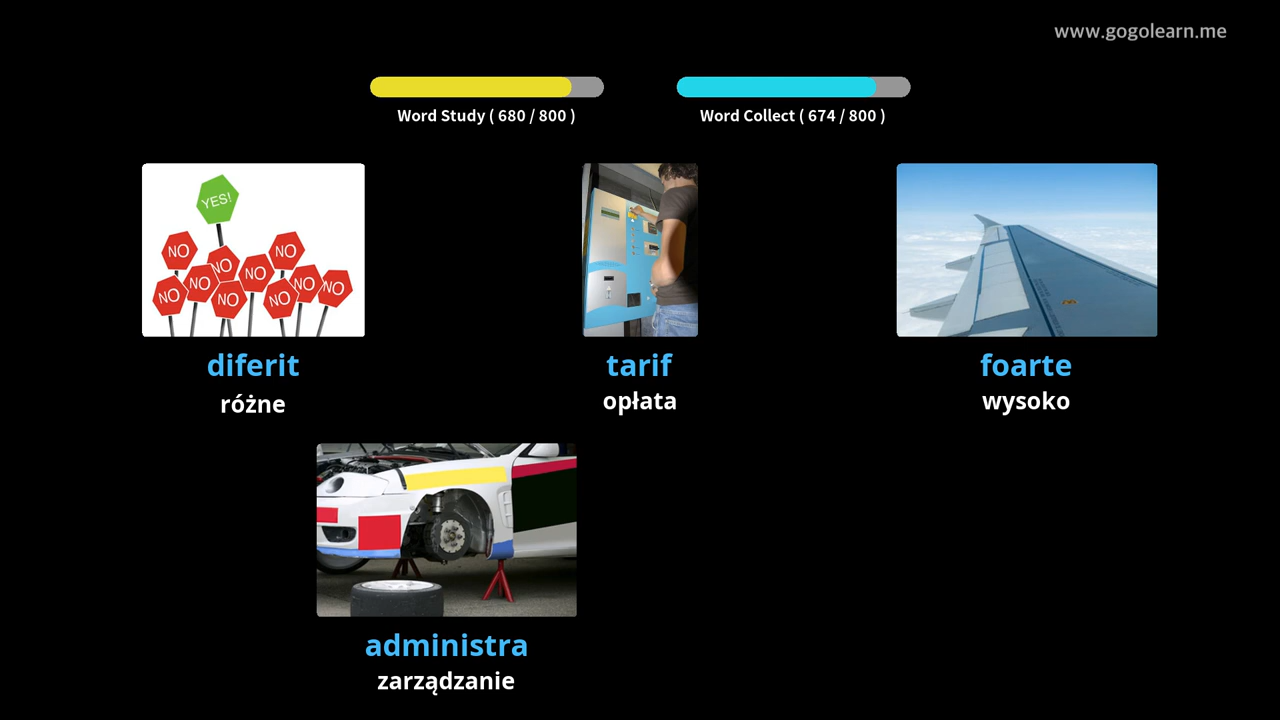 www.gogolearn.me
Word Study ( 680 / 800 )
Word Collect ( 674 / 800 )
YES!
NO
NO
NO
NO
NO
NO
NO
NO
NO
NO
diferit
różne
tarif
opłata
foarte
wysoko
administra
zarządzanie